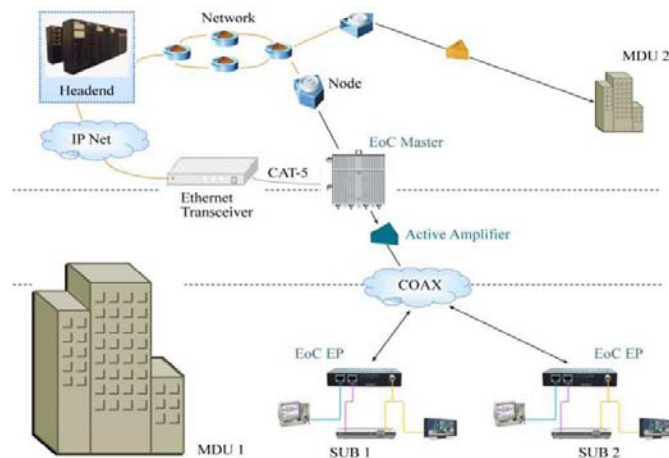 Network
Headend
Node
MDU 2
IP Net
EoC Master
CAT-5
Ethernet
Transceiver
Active Amplifier
COAX
EoC EP
EoC EP
MDU 1
SUB 1
SUB 2